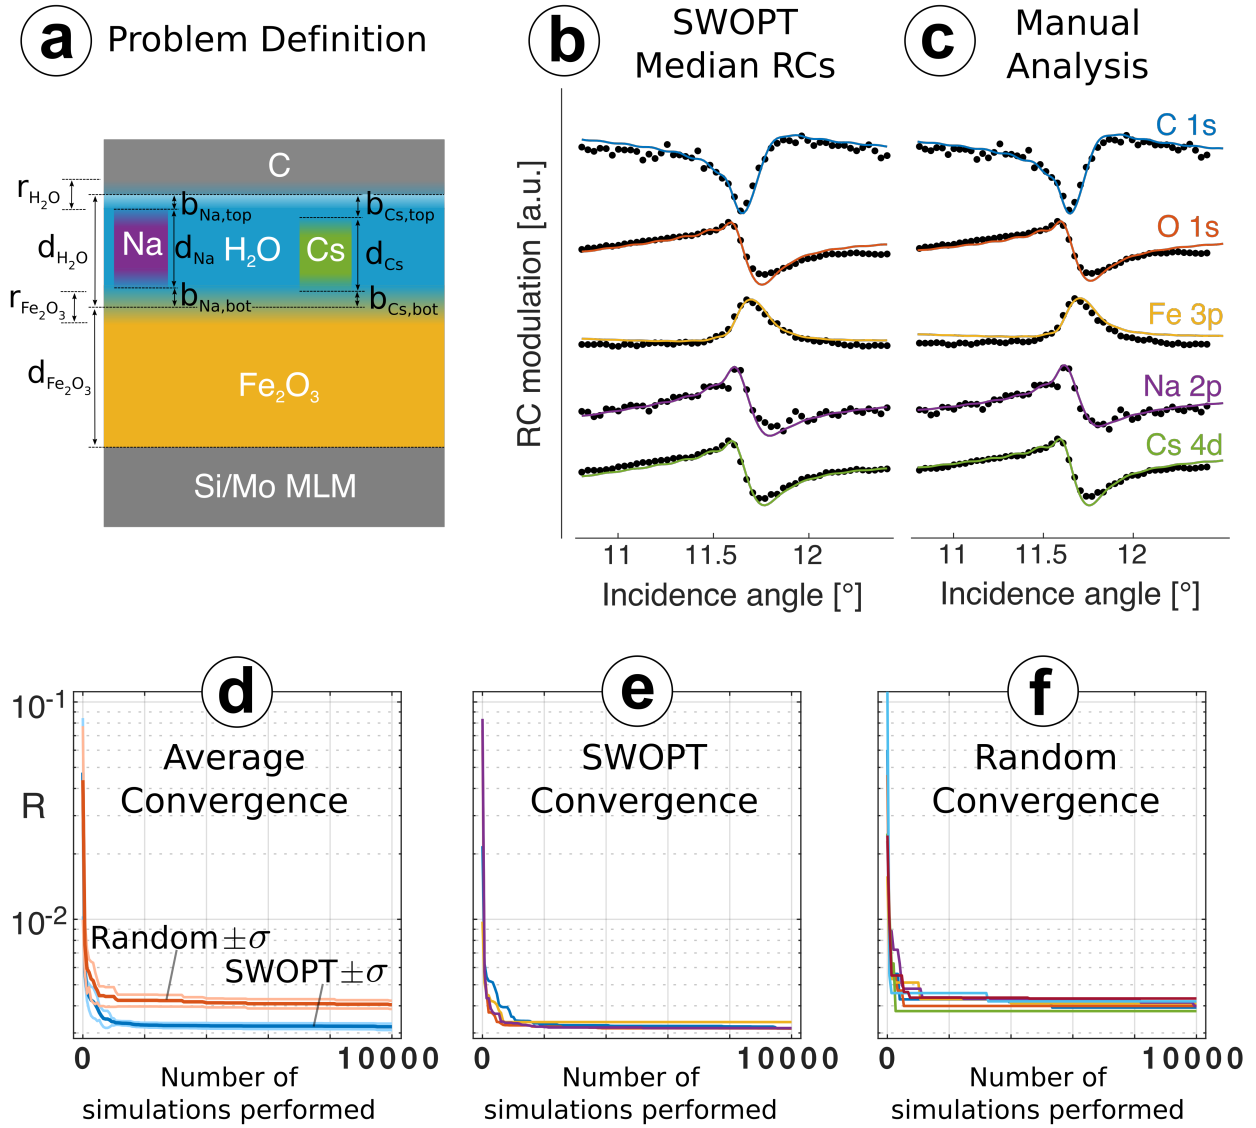 a Problem Definition
b SWOPT
Median RCs
c Manual
Analysis
C
r_H₂O
b_Na,top
b_Cs,top
d_H₂O
Na
d_Na
H₂O
Cs
d_Cs
r_Fe₂O₃
b_Na,bot
b_Cs,bot
d_Fe₂O₃
Fe₂O₃
Si/Mo MLM
RC modulation [a.u.]
C 1s
O 1s
Fe 3p
Na 2p
Cs 4d
11 11.5 12
Incidence angle [°]
11 11.5 12
Incidence angle [°]
d
Average
Convergence
10⁻¹
R
10⁻²
Random ±σ
SWOPT ±σ
0 10000
Number of
simulations performed
e
SWOPT
Convergence
0 10000
Number of
simulations performed
f
Random
Convergence
0 10000
Number of
simulations performed